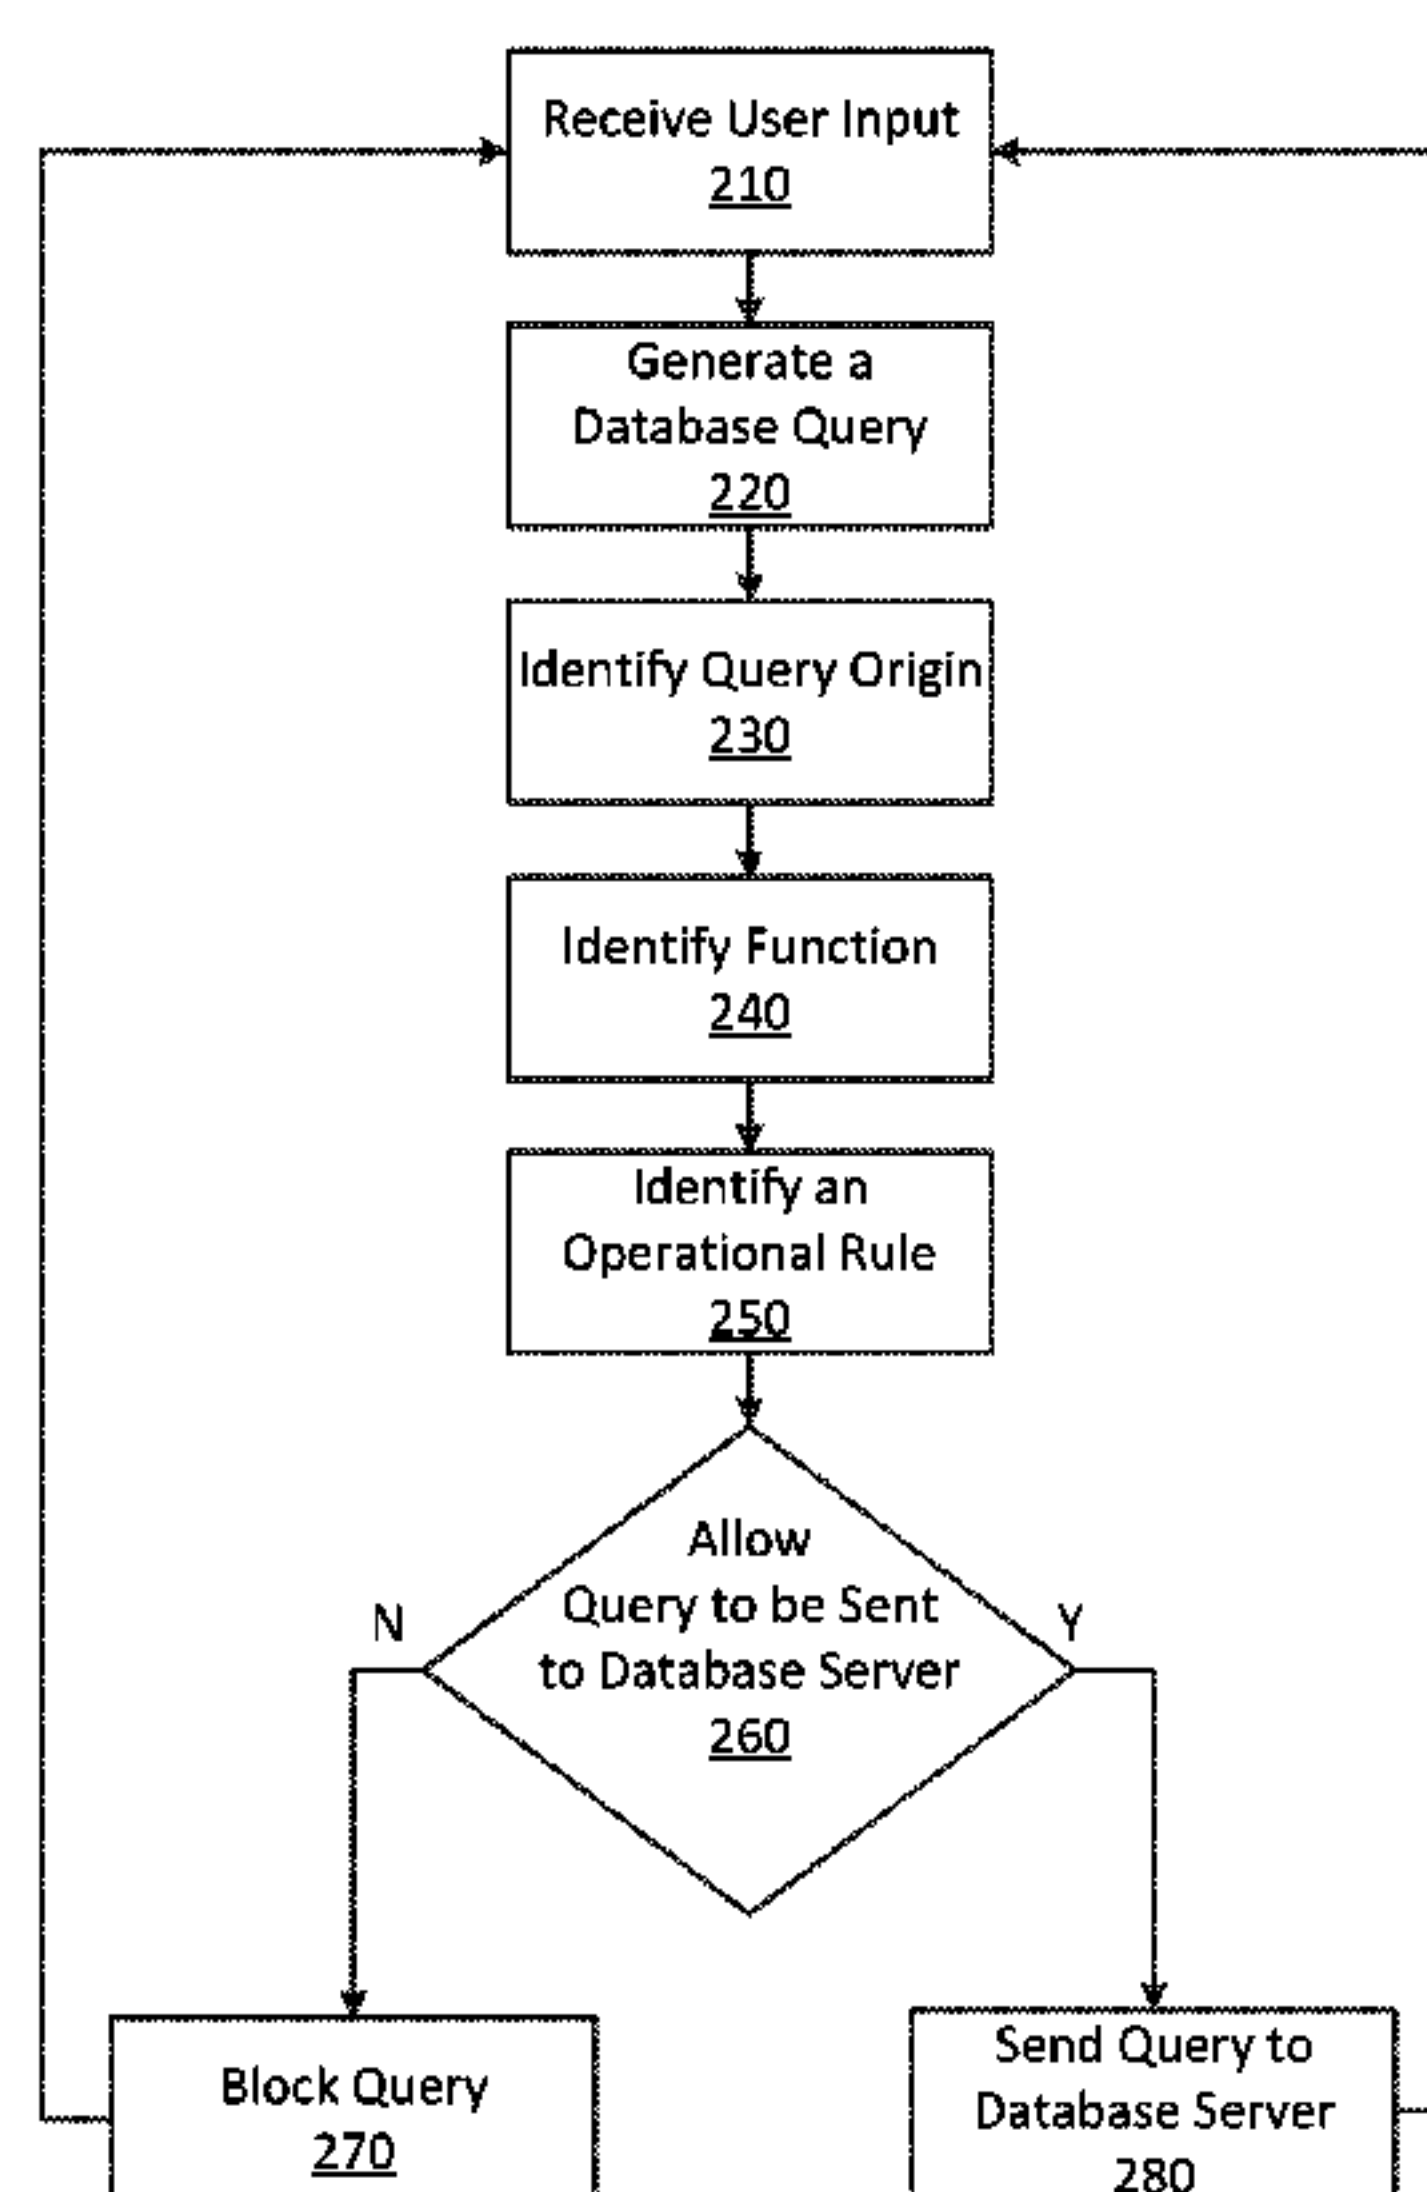 Receive User Input
210
Generate a
Database Query
220
Identify Query Origin
230
Identify Function
240
Identify an
Operational Rule
250
Allow
Query to be Sent
to Database Server
260
N
Y
Block Query
270
Send Query to
Database Server
280